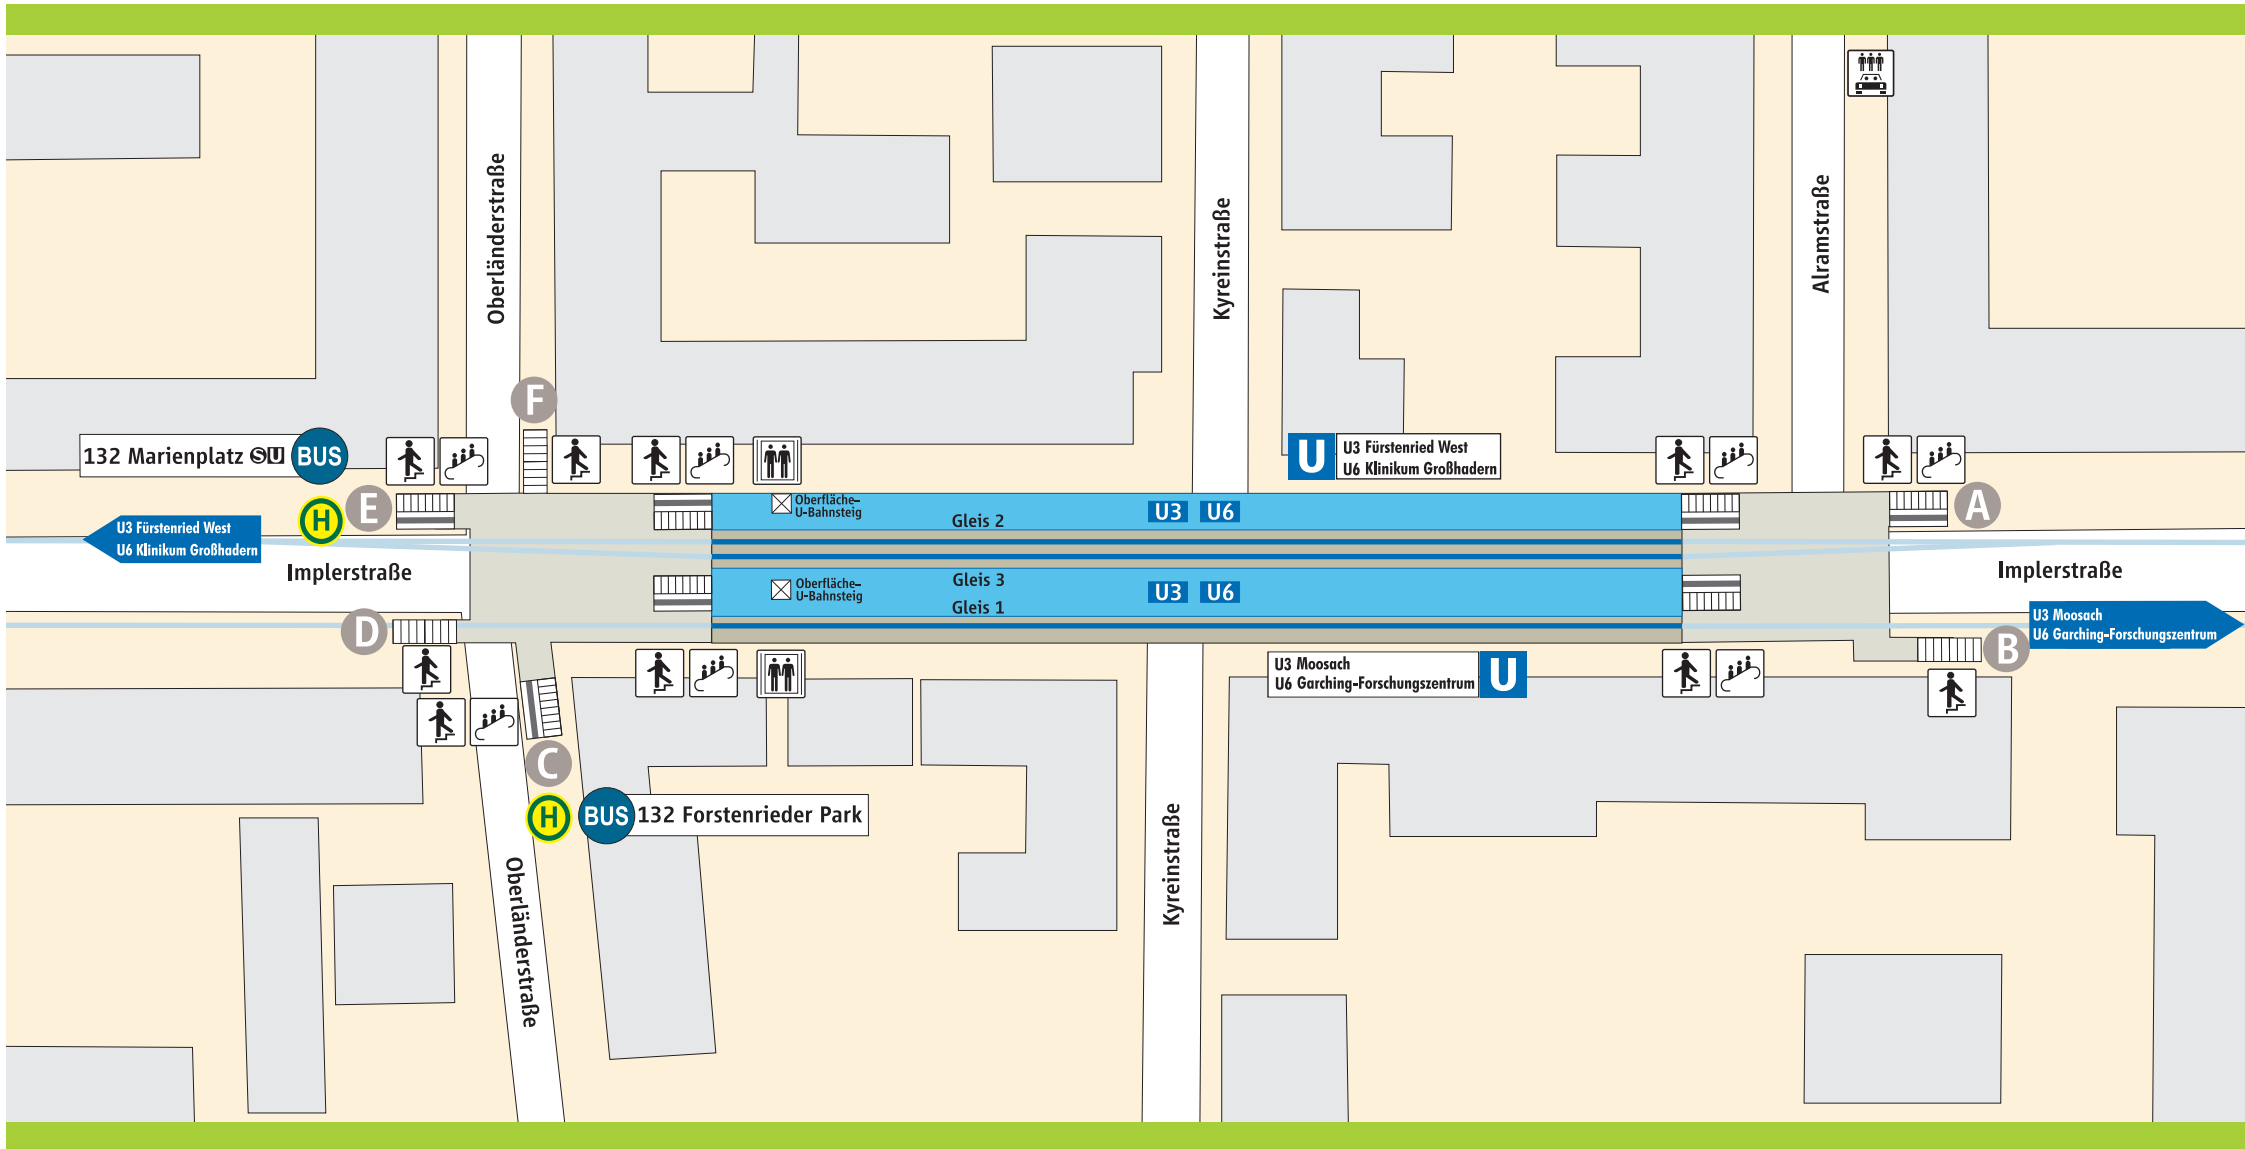 Oberländerstraße
Kyreinstraße
Alramstraße
F
132 Marienplatz SU
BUS
U
U3 Fürstenried West
U6 Klinikum Großhadern
E
H
A
Oberfläche-
U-Bahnsteig
Gleis 2
U3 U6
U3 Fürstenried West
U6 Klinikum Großhadern
Implerstraße
Oberfläche-
U-Bahnsteig
Gleis 3
Gleis 1
U3 U6
Implerstraße
U3 Moosach
U6 Garching-Forschungszentrum
D
B
U3 Moosach
U6 Garching-Forschungszentrum
U
C
H
BUS
132 Forstenrieder Park
Oberländerstraße
Kyreinstraße